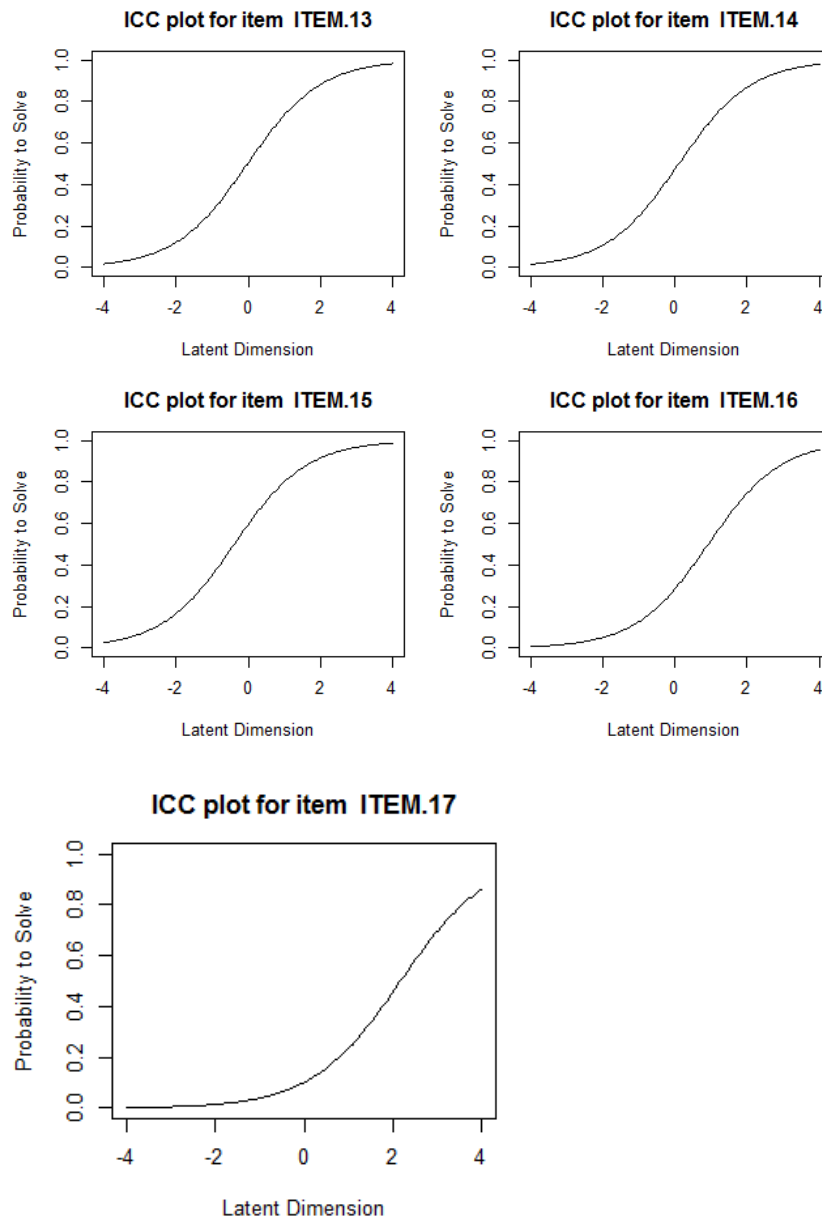 ICC plot for item ITEM.13
Probability to Solve
1.0
0.8
0.6
0.4
0.2
0.0
-4 -2 0 2 4
Latent Dimension
ICC plot for item ITEM.14
Probability to Solve
1.0
0.8
0.6
0.4
0.2
0.0
-4 -2 0 2 4
Latent Dimension
ICC plot for item ITEM.15
Probability to Solve
1.0
0.8
0.6
0.4
0.2
0.0
-4 -2 0 2 4
Latent Dimension
ICC plot for item ITEM.16
Probability to Solve
1.0
0.8
0.6
0.4
0.2
0.0
-4 -2 0 2 4
Latent Dimension
ICC plot for item ITEM.17
Probability to Solve
1.0
0.8
0.6
0.4
0.2
0.0
-4 -2 0 2 4
Latent Dimension